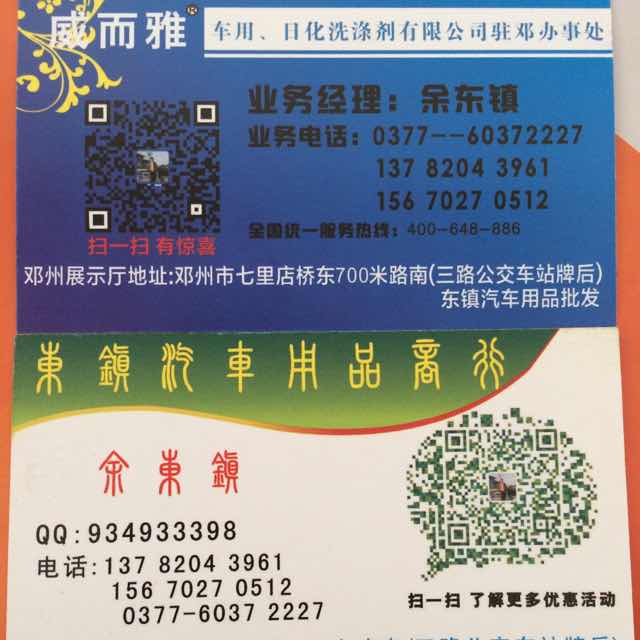 威而雅®
车用、日化洗涤剂有限公司驻邓办事处
业务经理：余东镇
业务电话：0377--60372227
137 8204 3961
156 7027 0512
全国统一服务热线：400-648-886
扫一扫 有惊喜
邓州展示厅地址:邓州市七里店桥东700米路南(三路公交车站牌后)
东镇汽车用品批发
東鎮汽車用品商行
余東鎮
QQ:934933398
电话:137 8204 3961
156 7027 0512
0377-6037 2227
扫一扫 了解更多优惠活动